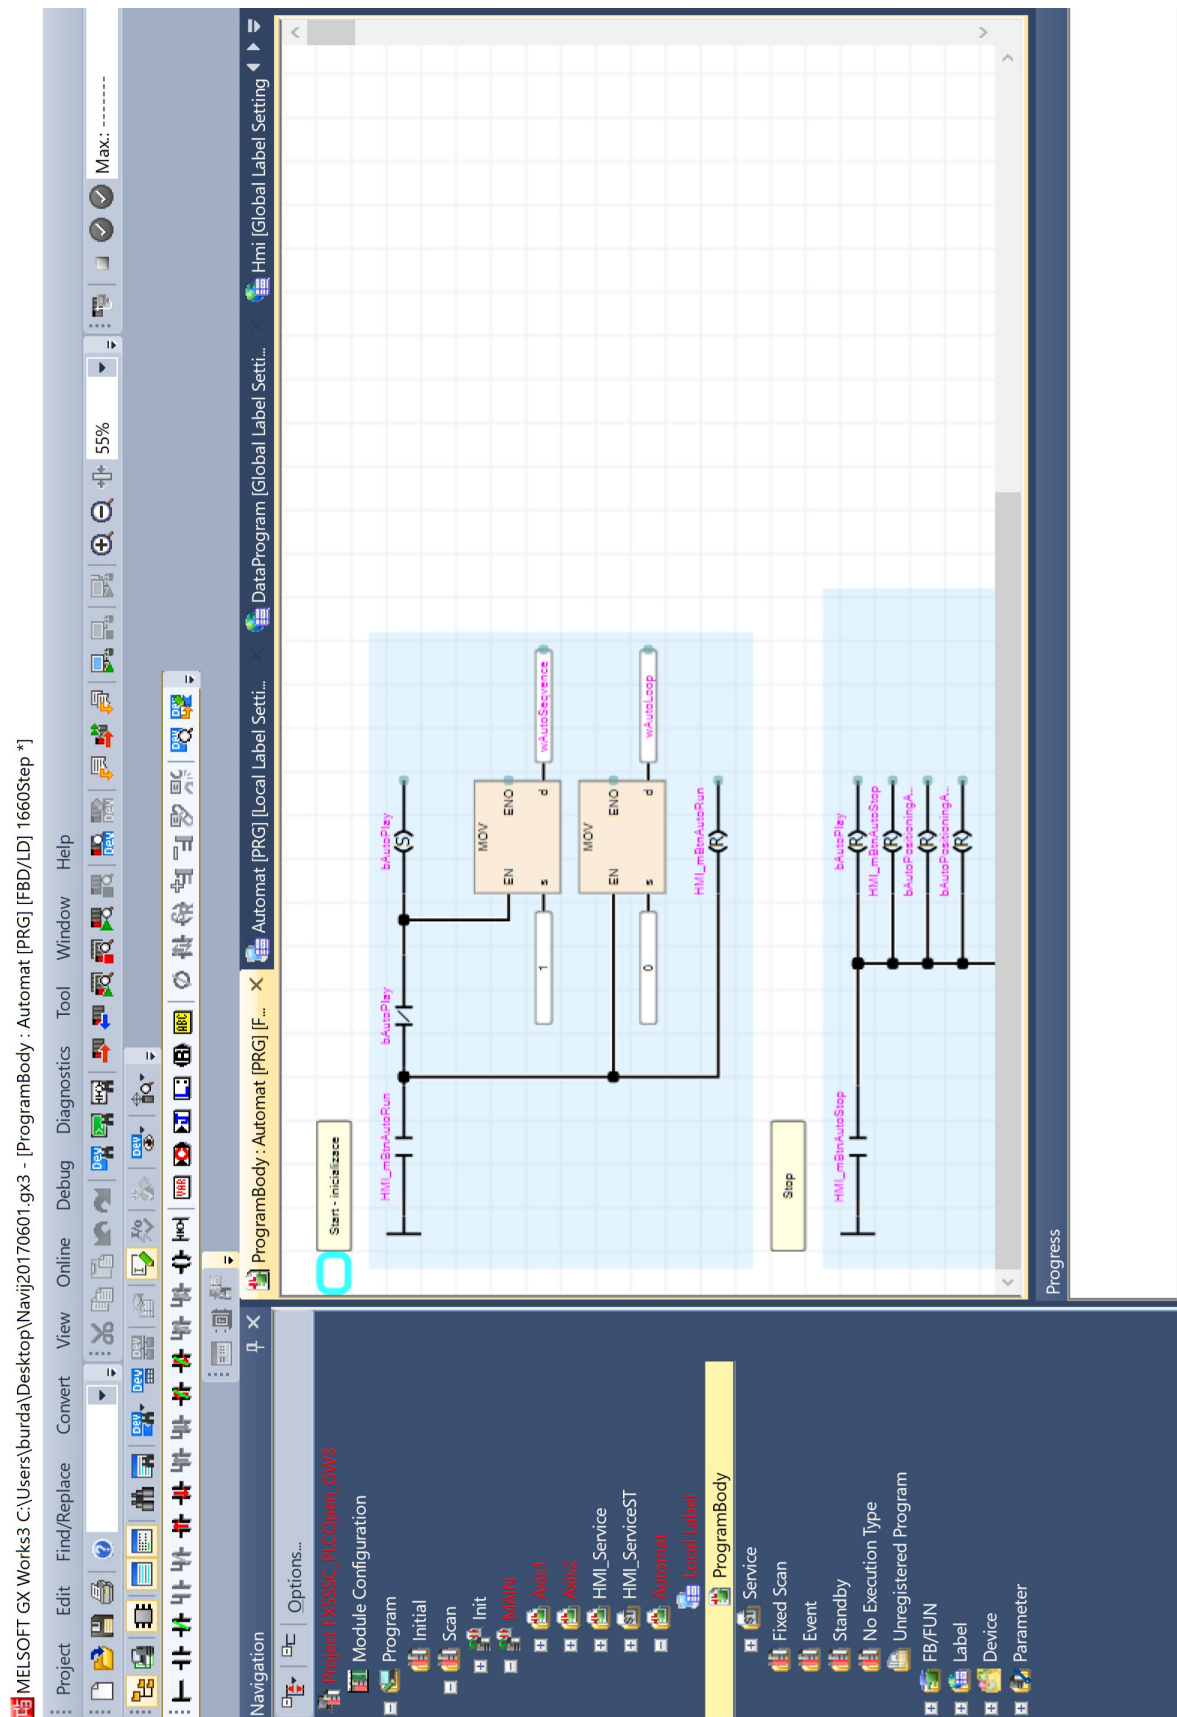 MELSOFT GX Works3 C:\Users\burda\Desktop\Navij20170601.gx3 - [ProgramBody : Automat [PRG] [FBD/LD] 1660Step *]
Project Edit Find/Replace Convert View Online Debug Diagnostics Tool Window Help
55% Max.: -------
Navigation
Options...
Project FX5SSC_PLCOpen_GW3
Module Configuration
Program
Initial
Scan
Init
MAIN
Axis1
Axis2
HMI_Service
HMI_ServiceST
Automat
Local Label
ProgramBody
Service
Fixed Scan
Event
Standby
No Execution Type
Unregistered Program
FB/FUN
Label
Device
Parameter
ProgramBody : Automat [PRG] [F... Automat [PRG] [Local Label Setti... DataProgram [Global Label Setti... Hmi [Global Label Setting
Start - inicializace
HMI_mBtnAutoRun bAutoPlay bAutoPlay
(S)
MOV
EN ENO
1 s d wAutoSeqvence
MOV
EN ENO
0 s d wAutoLoop
HMI_mBtnAutoRun
(R)
Stop
HMI_mBtnAutoStop bAutoPlay
(R)
HMI_mBtnAutoStop
(R)
bAutoPositioningA..
(R)
bAutoPositioningA..
(R)
Progress